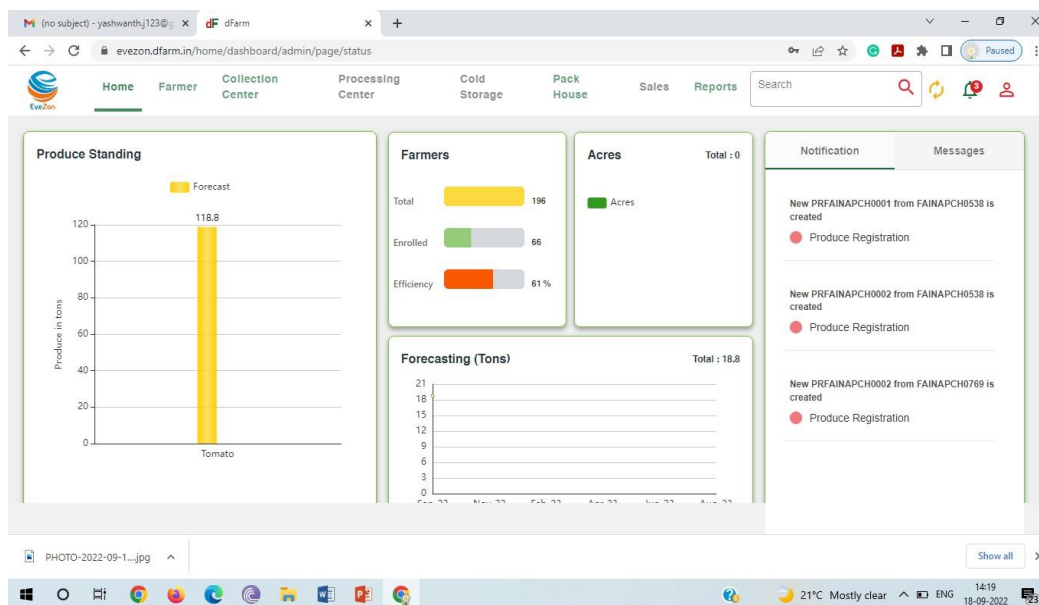 (no subject) - yashwanth.j123@g
dFarm
evezon.dfarm.in/home/dashboard/admin/page/status
Paused
EveZon
Home
Farmer
Collection
Center
Processing
Center
Cold
Storage
Pack
House
Sales
Reports
Search
3
Produce Standing
Forecast
118.8
120
100
80
60
40
20
0
Produce in tons
Tomato
Farmers
Total
196
Enrolled
66
Efficiency
61 %
Acres
Total : 0
Acres
Forecasting (Tons)
Total : 18.8
21
18
15
12
9
6
3
0
Notification
Messages
New PRFAINAPCH0001 from FAINAPCH0538 is
created
Produce Registration
New PRFAINAPCH0002 from FAINAPCH0538 is
created
Produce Registration
New PRFAINAPCH0002 from FAINAPCH0769 is
created
Produce Registration
PHOTO-2022-09-1....jpg
Show all
21°C Mostly clear
ENG
14:19
18-09-2022
23